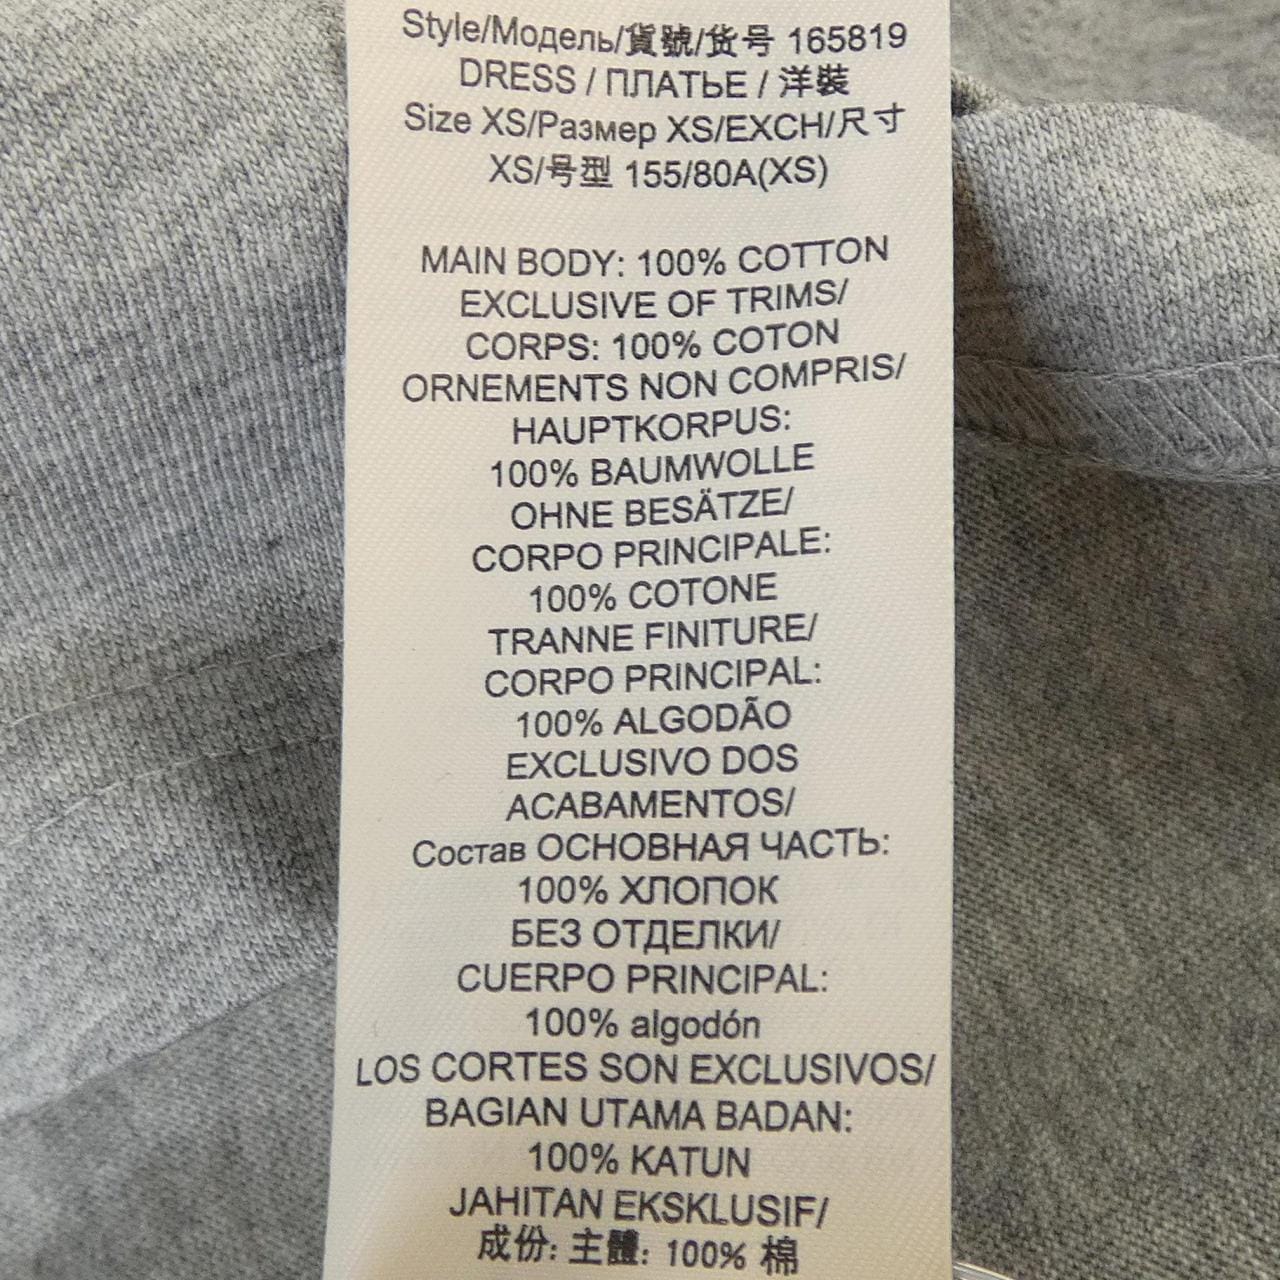 Style/Модель/貨號/货号 165819
DRESS / ПЛАТЬЕ / 洋裝
Size XS/Размер XS/EXCH/尺寸
XS/号型 155/80A(XS)
MAIN BODY: 100% COTTON
EXCLUSIVE OF TRIMS/
CORPS: 100% COTON
ORNEMENTS NON COMPRIS/
HAUPTKORPUS:
100% BAUMWOLLE
OHNE BESÄTZE/
CORPO PRINCIPALE:
100% COTONE
TRANNE FINITURE/
CORPO PRINCIPAL:
100% ALGODÃO
EXCLUSIVO DOS
ACABAMENTOS/
Состав ОСНОВНАЯ ЧАСТЬ:
100% ХЛОПОК
БЕЗ ОТДЕЛКИ/
CUERPO PRINCIPAL:
100% algodón
LOS CORTES SON EXCLUSIVOS/
BAGIAN UTAMA BADAN:
100% KATUN
JAHITAN EKSKLUSIF/
成份: 主體: 100% 棉